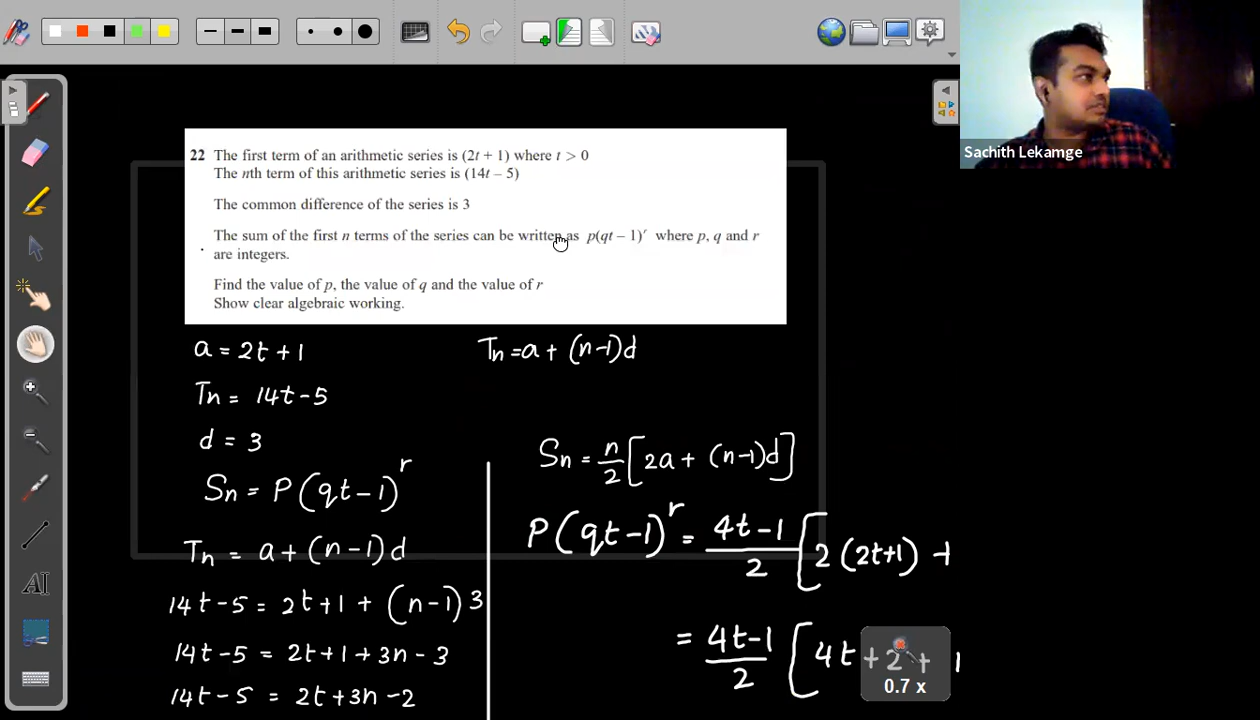 Sachith Lekamge
22 The first term of an arithmetic series is (2t + 1) where t > 0
The nth term of this arithmetic series is (14t – 5)
The common difference of the series is 3
The sum of the first n terms of the series can be written as p(qt – 1)^r where p, q and r
are integers.
Find the value of p, the value of q and the value of r
Show clear algebraic working.
a = 2t + 1
Tn = 14t - 5
d = 3
Sn = P(qt - 1)^r
Tn = a + (n-1)d
14t - 5 = 2t + 1 + (n-1)3
14t - 5 = 2t + 1 + 3n - 3
14t - 5 = 2t + 3n - 2
Tn = a + (n-1)d
Sn = n/2 [2a + (n-1)d]
P(qt - 1)^r = 4t-1/2 [2(2t+1) +
= 4t-1/2 [4t + 2 +
0.7 x
AI